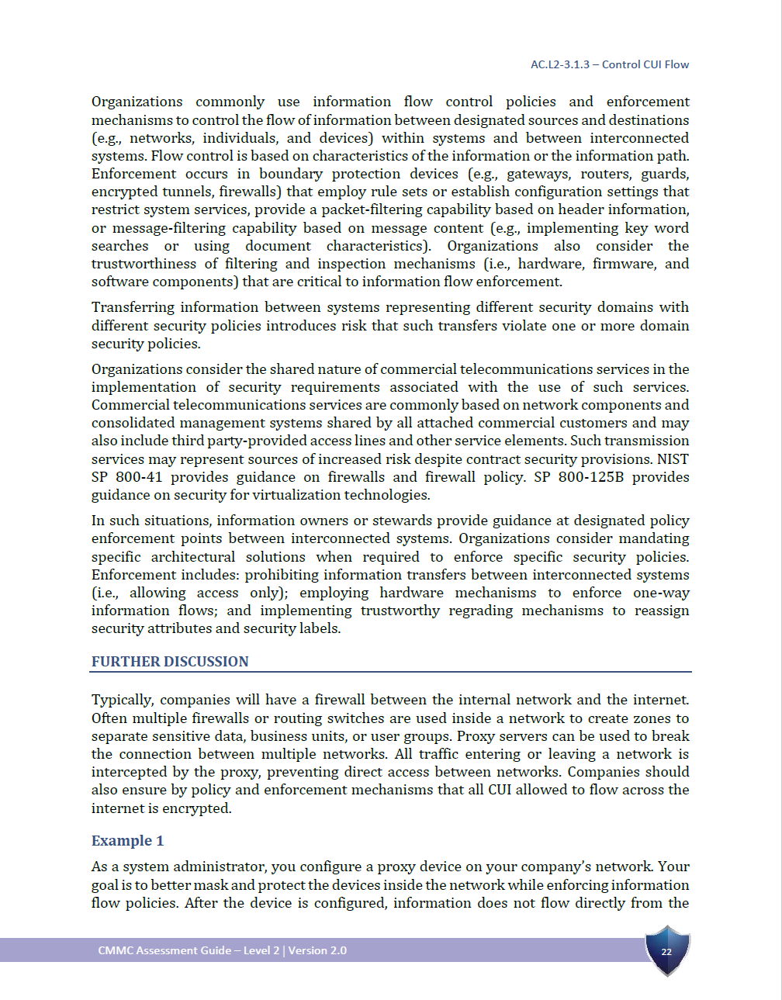 AC.L2-3.1.3 – Control CUI Flow
Organizations commonly use information flow control policies and enforcement
mechanisms to control the flow of information between designated sources and destinations
(e.g., networks, individuals, and devices) within systems and between interconnected
systems. Flow control is based on characteristics of the information or the information path.
Enforcement occurs in boundary protection devices (e.g., gateways, routers, guards,
encrypted tunnels, firewalls) that employ rule sets or establish configuration settings that
restrict system services, provide a packet-filtering capability based on header information,
or message-filtering capability based on message content (e.g., implementing key word
searches or using document characteristics). Organizations also consider the
trustworthiness of filtering and inspection mechanisms (i.e., hardware, firmware, and
software components) that are critical to information flow enforcement.
Transferring information between systems representing different security domains with
different security policies introduces risk that such transfers violate one or more domain
security policies.
Organizations consider the shared nature of commercial telecommunications services in the
implementation of security requirements associated with the use of such services.
Commercial telecommunications services are commonly based on network components and
consolidated management systems shared by all attached commercial customers and may
also include third party-provided access lines and other service elements. Such transmission
services may represent sources of increased risk despite contract security provisions. NIST
SP 800-41 provides guidance on firewalls and firewall policy. SP 800-125B provides
guidance on security for virtualization technologies.
In such situations, information owners or stewards provide guidance at designated policy
enforcement points between interconnected systems. Organizations consider mandating
specific architectural solutions when required to enforce specific security policies.
Enforcement includes: prohibiting information transfers between interconnected systems
(i.e., allowing access only); employing hardware mechanisms to enforce one-way
information flows; and implementing trustworthy regrading mechanisms to reassign
security attributes and security labels.
FURTHER DISCUSSION
Typically, companies will have a firewall between the internal network and the internet.
Often multiple firewalls or routing switches are used inside a network to create zones to
separate sensitive data, business units, or user groups. Proxy servers can be used to break
the connection between multiple networks. All traffic entering or leaving a network is
intercepted by the proxy, preventing direct access between networks. Companies should
also ensure by policy and enforcement mechanisms that all CUI allowed to flow across the
internet is encrypted.
Example 1
As a system administrator, you configure a proxy device on your company’s network. Your
goal is to better mask and protect the devices inside the network while enforcing information
flow policies. After the device is configured, information does not flow directly from the
CMMC Assessment Guide – Level 2 | Version 2.0
22